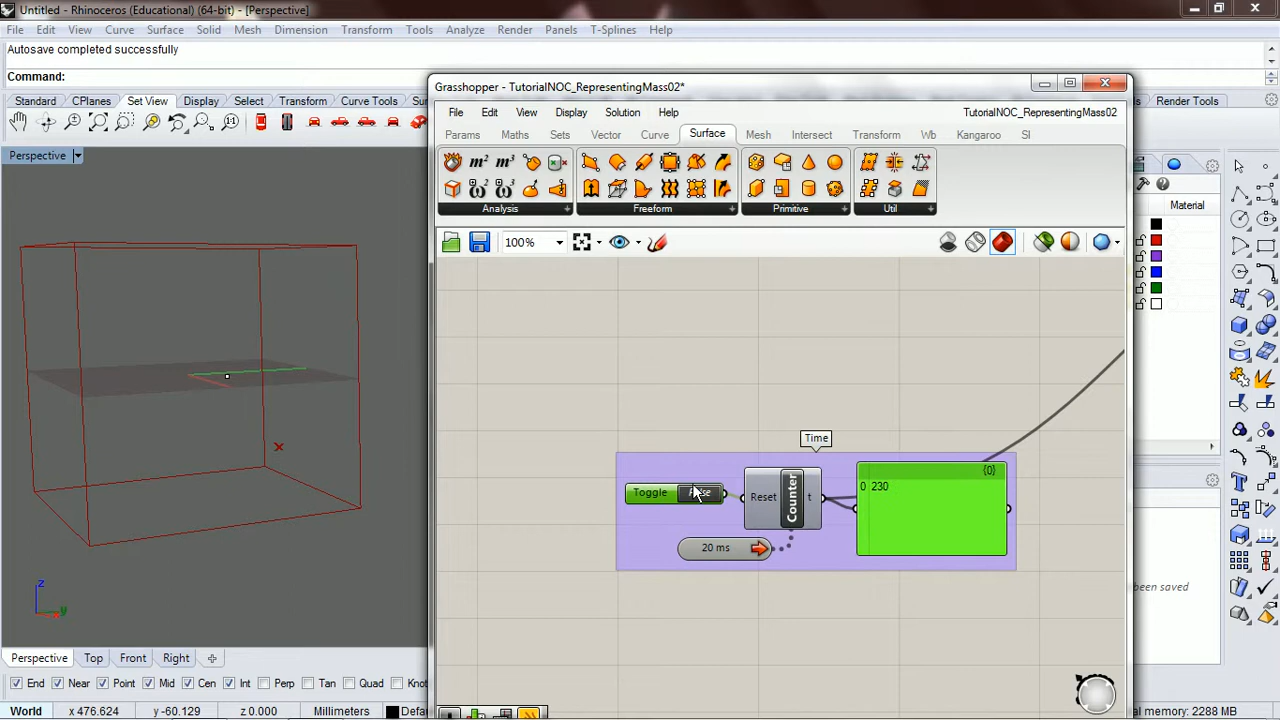 Untitled - Rhinoceros (Educational) (64-bit) - [Perspective]
File Edit View Curve Surface Solid Mesh Dimension Transform Tools Analyze Render Panels T-Splines Help
Autosave completed successfully
Command:
Standard CPlanes Set View Display Select Transform Curve Tools
Render Tools
Perspective
Grasshopper - TutorialNOC_RepresentingMass02*
File Edit View Display Solution Help
TutorialNOC_RepresentingMass02
Params Maths Sets Vector Curve Surface Mesh Intersect Transform Wb Kangaroo SI
m² m³
Analysis Freeform Primitive Util
100%
Material
Time
{0}
0 230
Toggle
Reset Counter t
20 ms
een saved
z
y
x
Perspective Top Front Right
End Near Point Mid Cen Int Perp Tan Quad Kno
World x 476.624 y -60.129 z 0.000 Millimeters Defa
al memory: 2288 MB